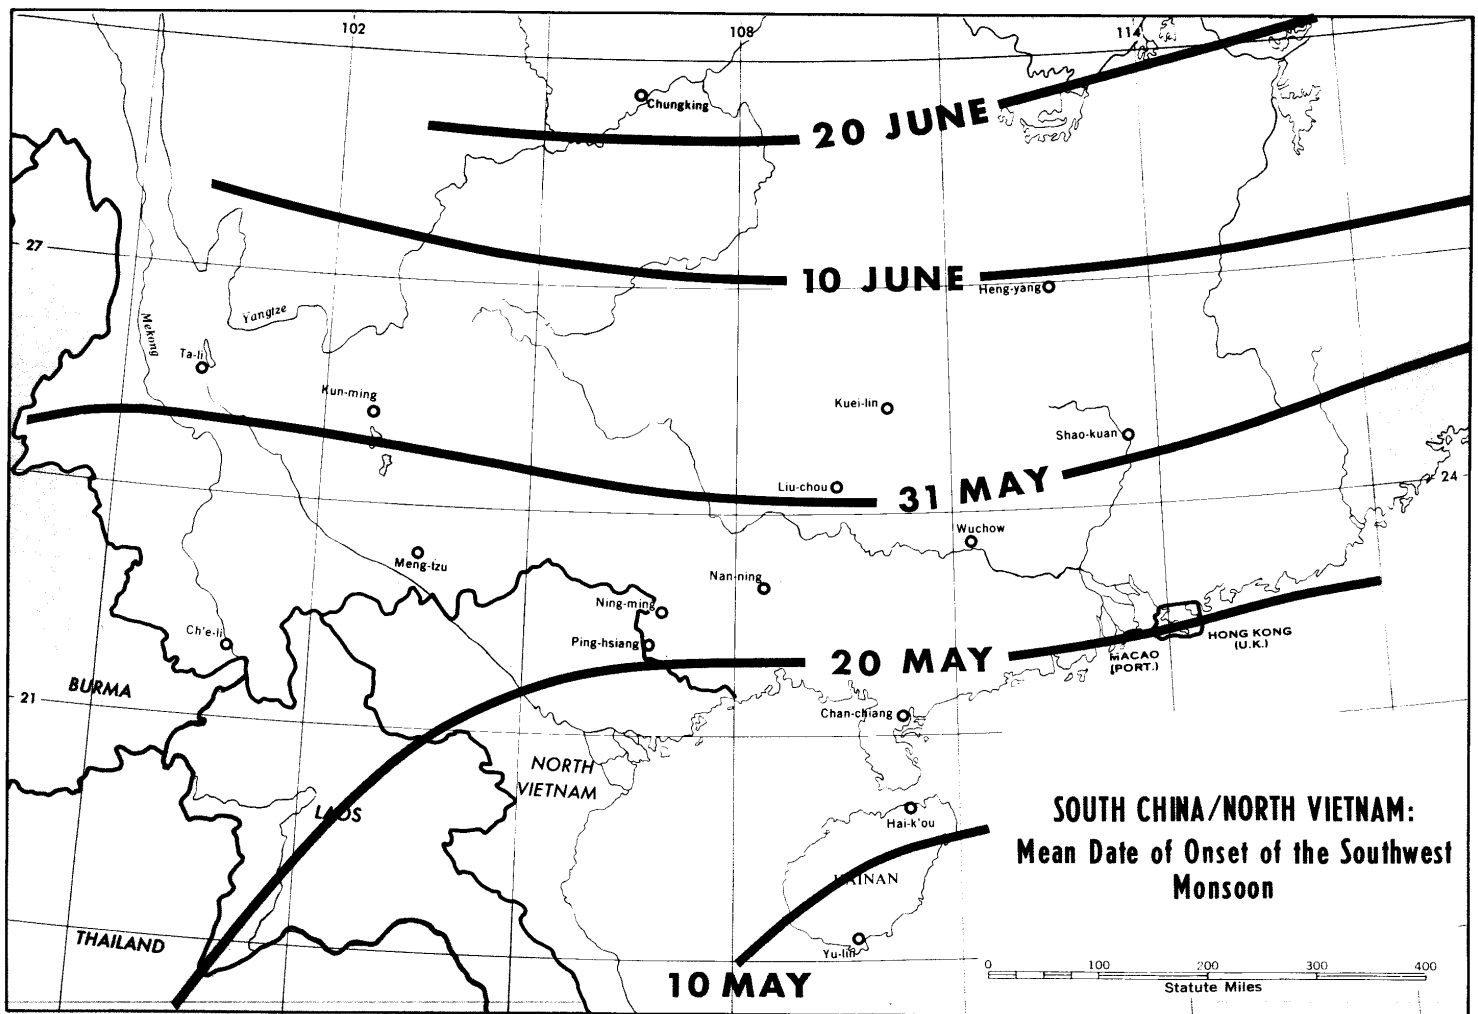 102
108
114
Chungking
20 JUNE
27
10 JUNE
Heng-yang
Yangtze
Mekong
Ta-li
Kun-ming
Kuei-lin
Shao-kuan
Liu-chou
31 MAY
24
Wuchow
Meng-tzu
Nan-ning
Ning-ming
Ch'e-li
Ping-hsiang
HONG KONG
(U.K.)
20 MAY
MACAO
(PORT.)
BURMA
21
Chan-chiang
NORTH
VIETNAM
LAOS
Hai-k'ou
SOUTH CHINA/NORTH VIETNAM:
Mean Date of Onset of the Southwest
Monsoon
HAINAN
THAILAND
Yu-lin
10 MAY
0 100 200 300 400
Statute Miles